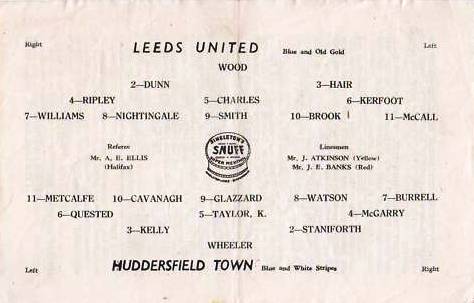 Right LEEDS UNITED Blue and Old Gold Left
WOOD
2—DUNN 3—HAIR
4—RIPLEY 5—CHARLES 6—KERFOOT
7—WILLIAMS 8—NIGHTINGALE 9—SMITH 10—BROOK 11—McCALL
Referee
Mr. A. E. ELLIS
(Halifax)
SINGLETON'S
SNUFF
SUPER MENTHOL
Linesmen
Mr. J. ATKINSON (Yellow)
Mr. J. E. BANKS (Red)
11—METCALFE 10—CAVANAGH 9—GLAZZARD 8—WATSON 7—BURRELL
6—QUESTED 5—TAYLOR, K. 4—McGARRY
3—KELLY 2—STANIFORTH
WHEELER
Left HUDDERSFIELD TOWN Blue and White Stripes Right